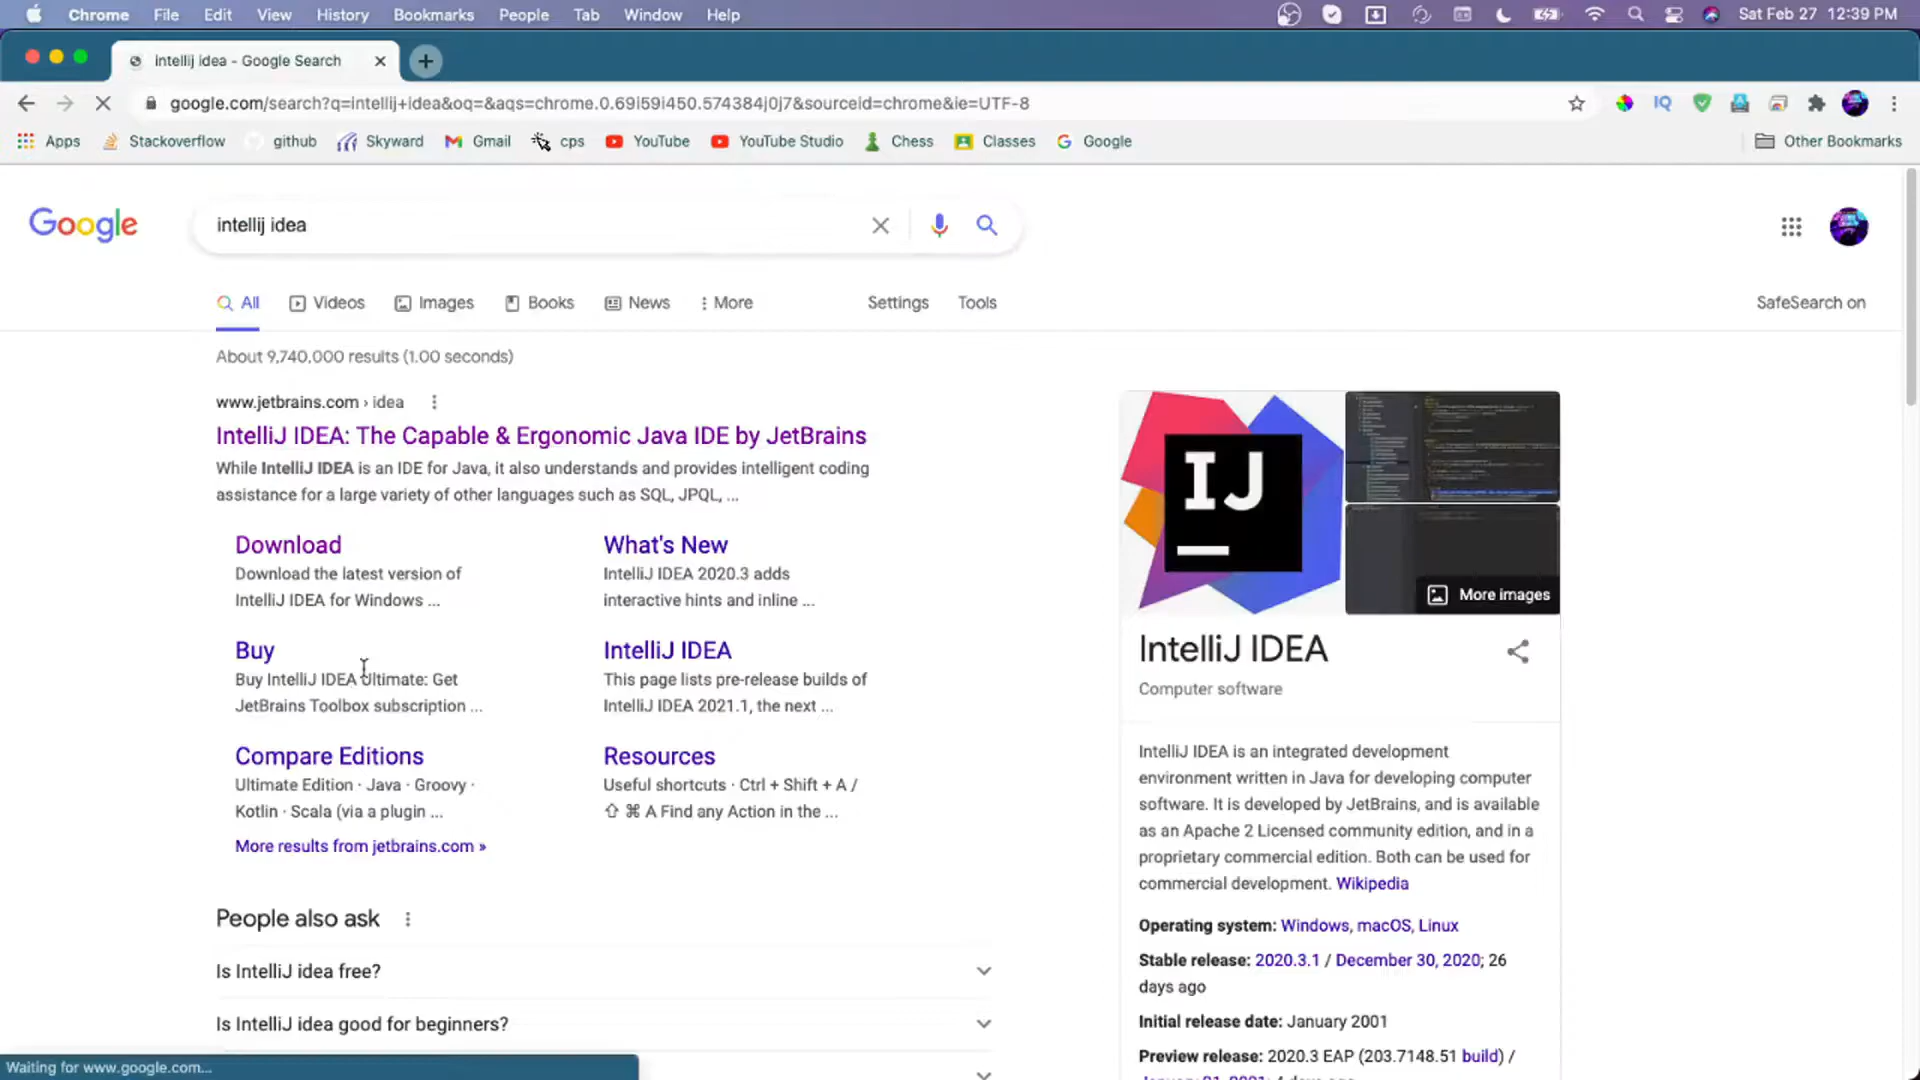 Chrome File Edit View History Bookmarks People Tab Window Help Sat Feb 27 12:39 PM
intellij idea - Google Search
google.com/search?q=intellij+idea&oq=&aqs=chrome.0.69i59i450.574384j0j7&sourceid=chrome&ie=UTF-8
IQ
Apps Stackoverflow github Skyward Gmail cps YouTube YouTube Studio Chess Classes Google Other Bookmarks
Google
intellij idea
All Videos Images Books News More Settings Tools SafeSearch on
About 9,740,000 results (1.00 seconds)
www.jetbrains.com › idea
IntelliJ IDEA: The Capable & Ergonomic Java IDE by JetBrains
While IntelliJ IDEA is an IDE for Java, it also understands and provides intelligent coding
assistance for a large variety of other languages such as SQL, JPQL, ...
Download
Download the latest version of
IntelliJ IDEA for Windows ...
What's New
IntelliJ IDEA 2020.3 adds
interactive hints and inline ...
Buy
Buy IntelliJ IDEA Ultimate: Get
JetBrains Toolbox subscription ...
IntelliJ IDEA
This page lists pre-release builds of
IntelliJ IDEA 2021.1, the next ...
Compare Editions
Ultimate Edition · Java · Groovy ·
Kotlin · Scala (via a plugin ...
Resources
Useful shortcuts · Ctrl + Shift + A /
⇧ ⌘ A Find any Action in the ...
More results from jetbrains.com »
People also ask
Is IntelliJ idea free?
Is IntelliJ idea good for beginners?
IJ
More images
IntelliJ IDEA
Computer software
IntelliJ IDEA is an integrated development
environment written in Java for developing computer
software. It is developed by JetBrains, and is available
as an Apache 2 Licensed community edition, and in a
proprietary commercial edition. Both can be used for
commercial development. Wikipedia
Operating system: Windows, macOS, Linux
Stable release: 2020.3.1 / December 30, 2020; 26
days ago
Initial release date: January 2001
Preview release: 2020.3 EAP (203.7148.51 build) /
Waiting for www.google.com...